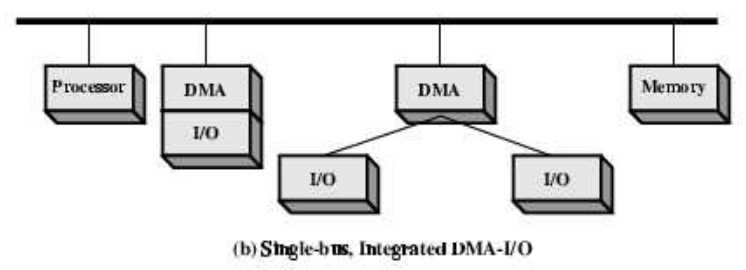 Processor
DMA
DMA
Memory
I/O
I/O
I/O
(b) Single-bus, Integrated DMA-I/O